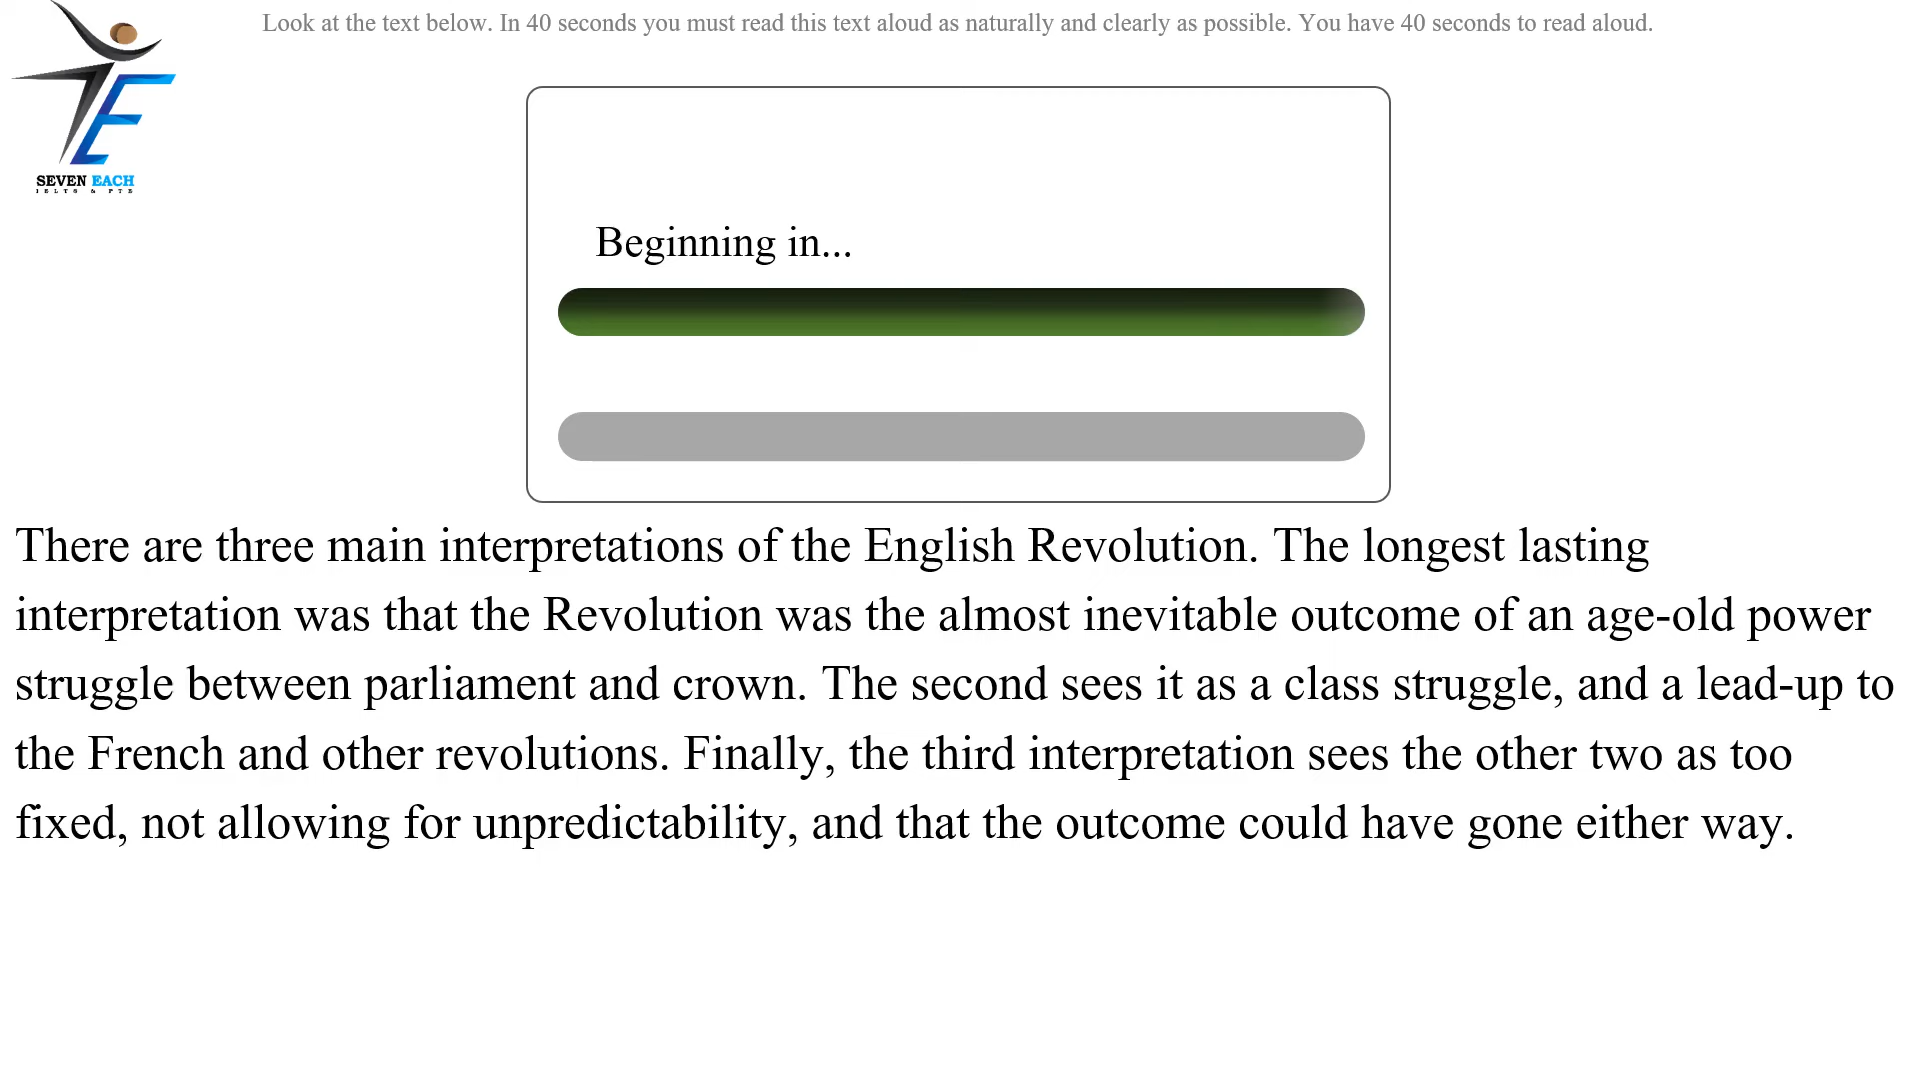 Look at the text below. In 40 seconds you must read this text aloud as naturally and clearly as possible. You have 40 seconds to read aloud.
SEVEN EACH
IELTS & PTE
Beginning in...
There are three main interpretations of the English Revolution. The longest lasting
interpretation was that the Revolution was the almost inevitable outcome of an age-old power
struggle between parliament and crown. The second sees it as a class struggle, and a lead-up to
the French and other revolutions. Finally, the third interpretation sees the other two as too
fixed, not allowing for unpredictability, and that the outcome could have gone either way.